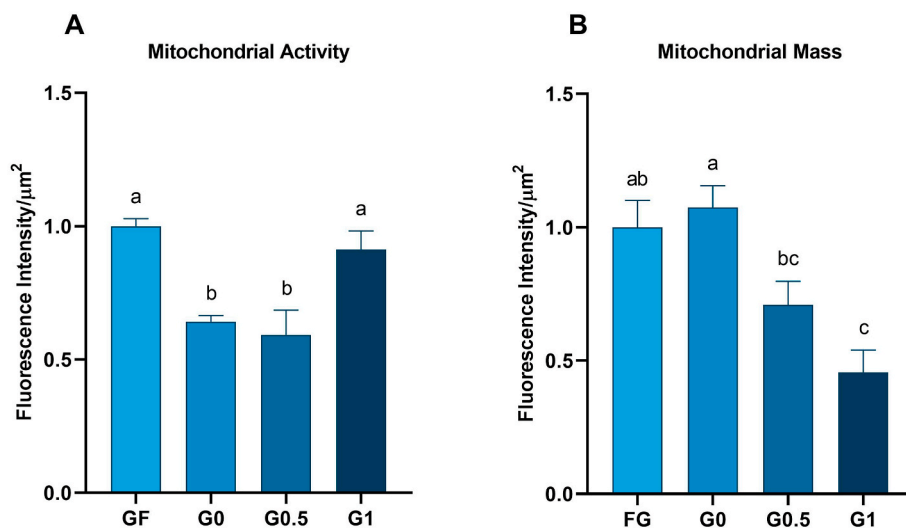 A
Mitochondrial Activity
Fluorescence Intensity/µm²
1.5
1.0
0.5
0.0
a
b
b
a
GF G0 G0.5 G1
B
Mitochondrial Mass
Fluorescence Intensity/µm²
1.5
1.0
0.5
0.0
ab
a
bc
c
FG G0 G0.5 G1